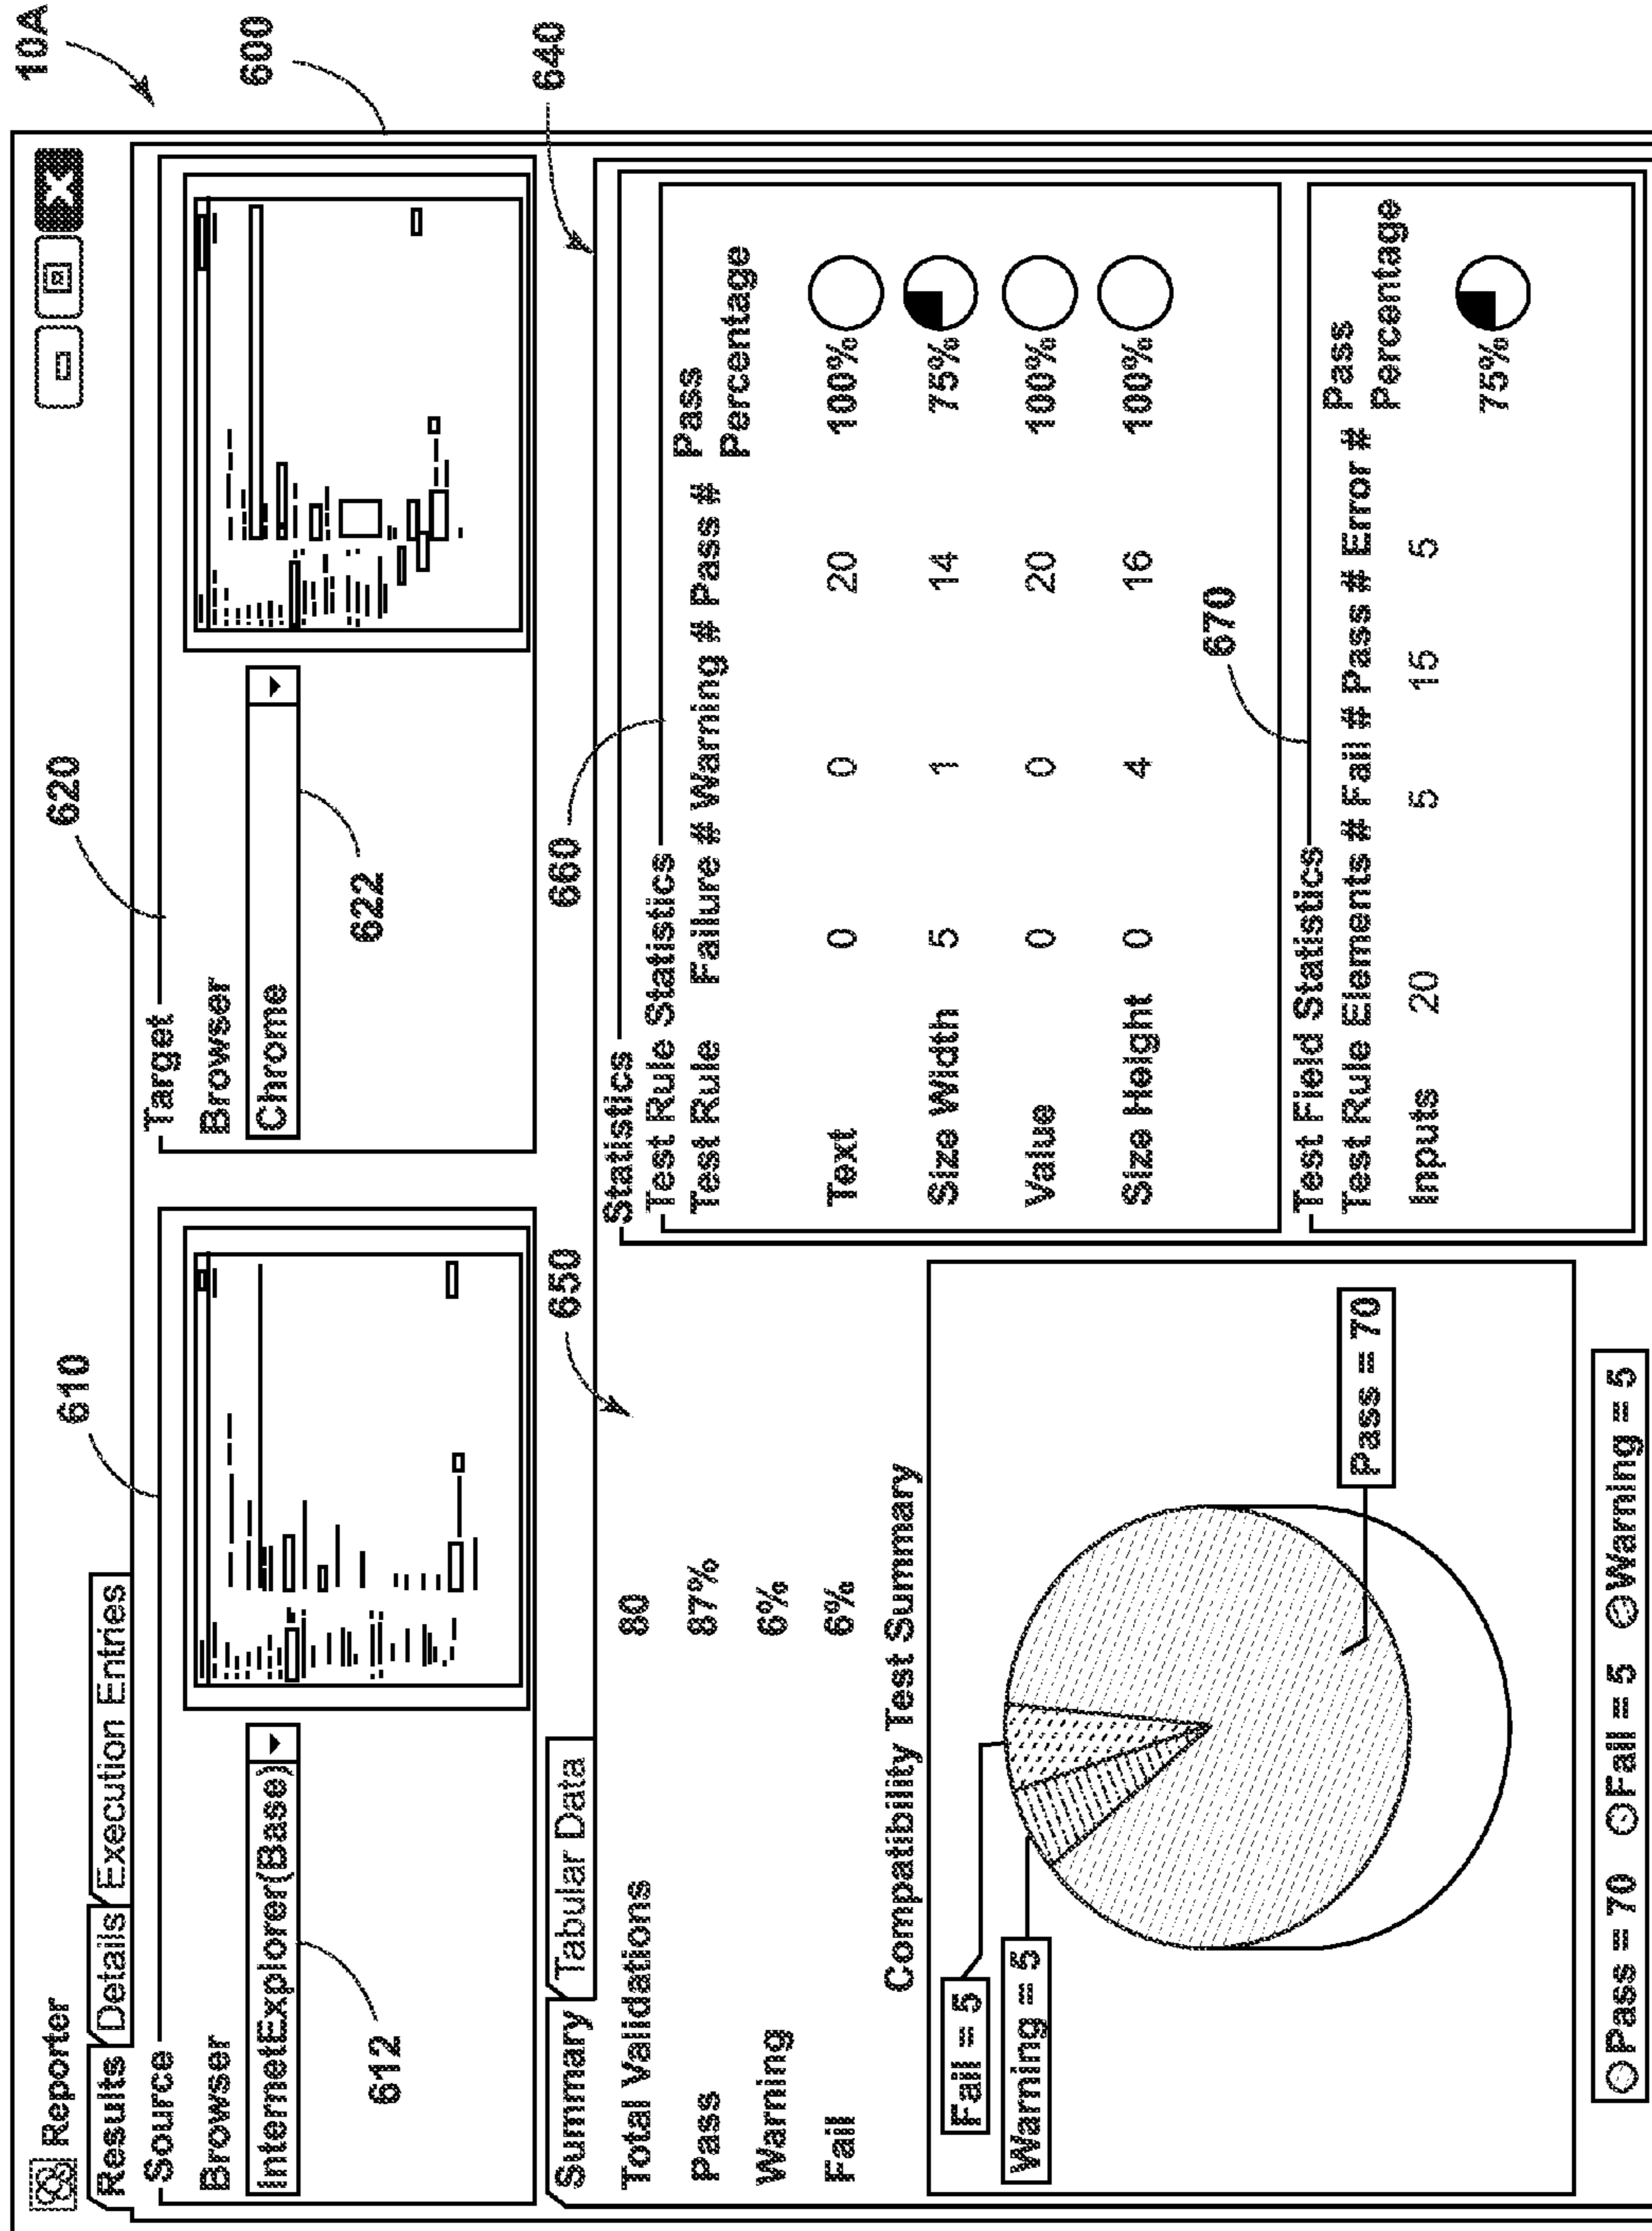 10A
Reporter
600
Results Details Execution Entries
610
620
Source
Target
Browser
Browser
InternetExplorer(Base)
Chrome
612
622
640
Summary Tabular Data
650
660
Total Validations 80
Pass 87%
Warning 6%
Fail 6%
Compatibility Test Summary
Fail = 5
Warning = 5
Pass = 70
Pass = 70 Fail = 5 Warning = 5
Statistics
Test Rule Statistics
Test Rule Failure # Warning # Pass # Pass
Percentage
Text 0 0 20 100%
Size Width 5 1 14 75%
Value 0 0 20 100%
Size Height 0 4 16 100%
670
Test Field Statistics
Test Rule Elements # Fail # Pass # Error # Pass
Percentage
Inputs 20 5 15 5
75%